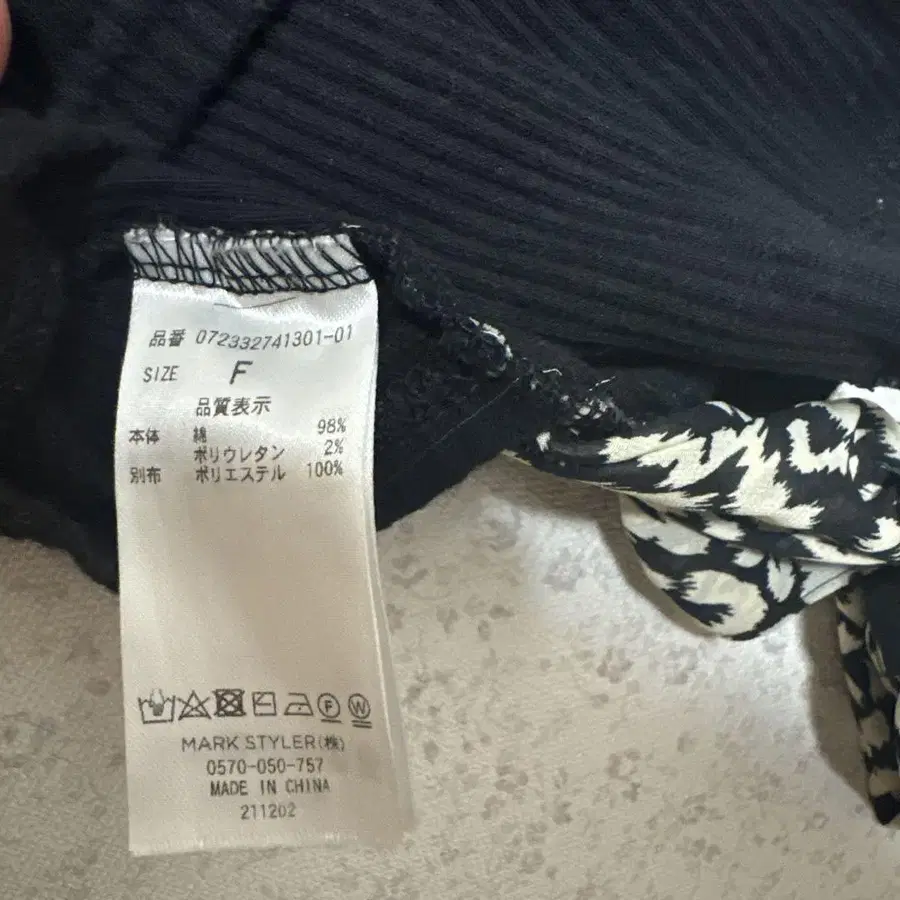 品番 072332741301-01
SIZE F
品質表示
本体 綿 98%
ポリウレタン 2%
別布 ポリエステル 100%
F W
MARK STYLER(株)
0570-050-757
MADE IN CHINA
211202